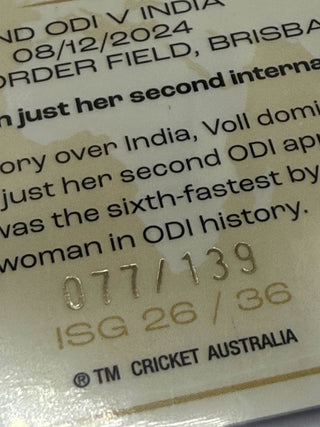 ND ODI V INDIA
08/12/2024
ORDER FIELD, BRISBA
n just her second interna
ory over India, Voll domi
just her second ODI ap
was the sixth-fastest by
woman in ODI history.
077/139
ISG 26 / 36
®TM CRICKET AUSTRALIA